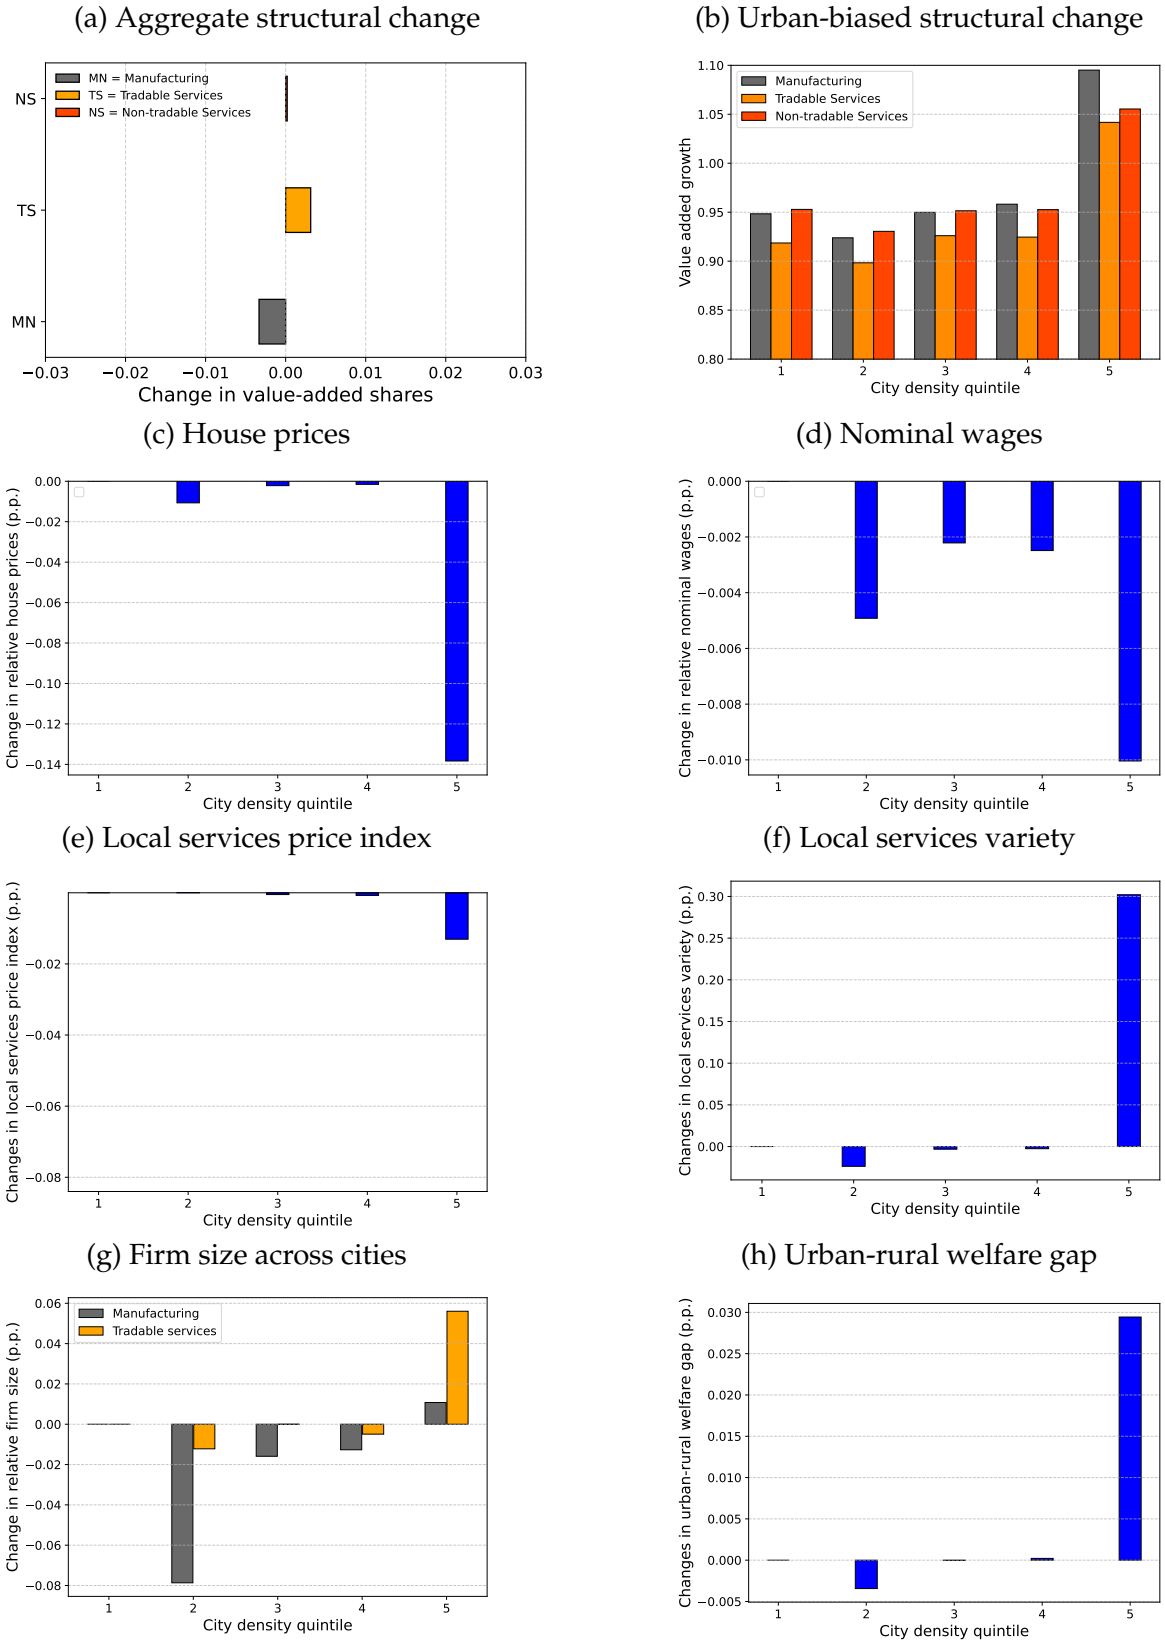 (a) Aggregate structural change
MN = Manufacturing
TS = Tradable Services
NS = Non-tradable Services
NS
TS
MN
−0.03 −0.02 −0.01 0.00 0.01 0.02 0.03
Change in value-added shares
(b) Urban-biased structural change
Manufacturing
Tradable Services
Non-tradable Services
Value added growth
1.10
1.05
1.00
0.95
0.90
0.85
0.80
1 2 3 4 5
City density quintile
(c) House prices
Change in relative house prices (p.p.)
0.00
−0.02
−0.04
−0.06
−0.08
−0.10
−0.12
−0.14
1 2 3 4 5
City density quintile
(d) Nominal wages
Change in relative nominal wages (p.p.)
0.000
−0.002
−0.004
−0.006
−0.008
−0.010
1 2 3 4 5
City density quintile
(e) Local services price index
Changes in local services price index (p.p.)
−0.02
−0.04
−0.06
−0.08
1 2 3 4 5
City density quintile
(f) Local services variety
Changes in local services variety (p.p.)
0.30
0.25
0.20
0.15
0.10
0.05
0.00
1 2 3 4 5
City density quintile
(g) Firm size across cities
Manufacturing
Tradable services
Change in relative firm size (p.p.)
0.06
0.04
0.02
0.00
−0.02
−0.04
−0.06
−0.08
1 2 3 4 5
City density quintile
(h) Urban-rural welfare gap
Changes in urban-rural welfare gap (p.p.)
0.030
0.025
0.020
0.015
0.010
0.005
0.000
−0.005
1 2 3 4 5
City density quintile